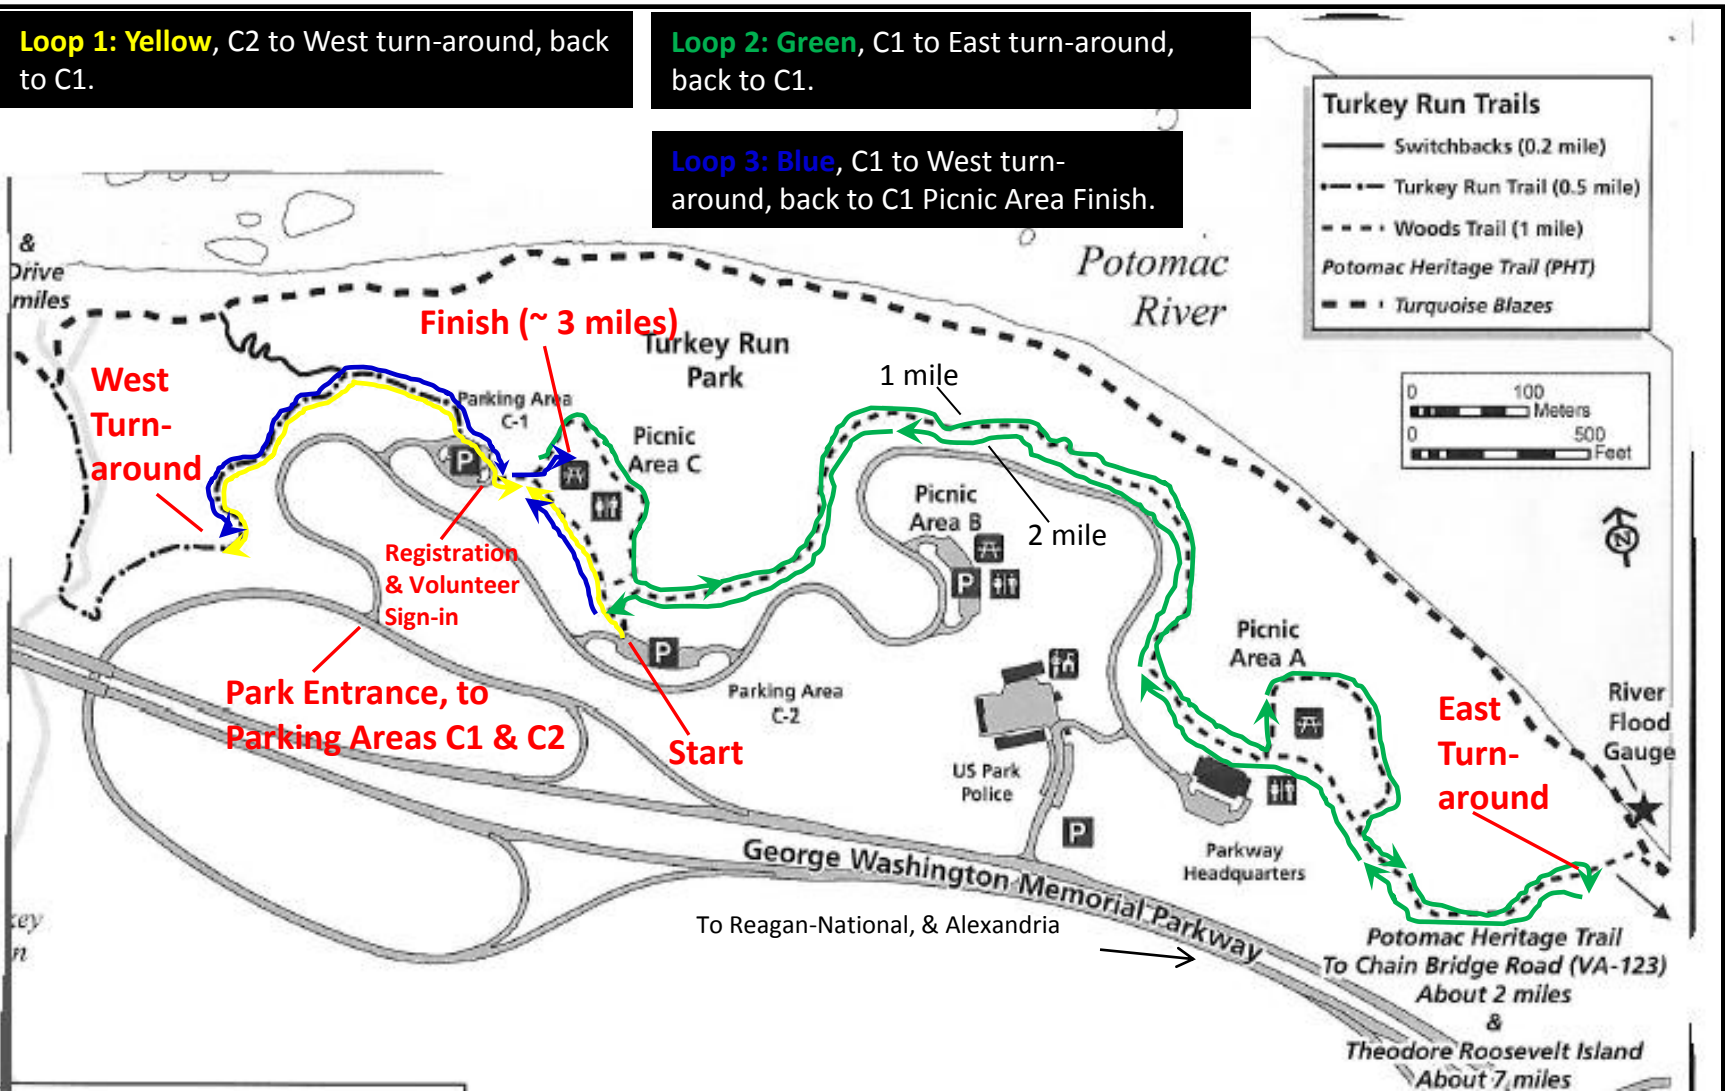 Loop 1: Yellow, C2 to West turn-around, back
to C1.
Loop 2: Green, C1 to East turn-around,
back to C1.
Loop 3: Blue, C1 to West turn-
around, back to C1 Picnic Area Finish.
Turkey Run Trails
Switchbacks (0.2 mile)
Turkey Run Trail (0.5 mile)
Woods Trail (1 mile)
Potomac Heritage Trail (PHT)
Turquoise Blazes
0 100
Meters
0 500
Feet
N
&
Drive
miles
Potomac
River
Finish (~ 3 miles)
Turkey Run
Park
West
Turn-
around
Parking Area
C-1
P
Picnic
Area C
1 mile
2 mile
Picnic
Area B
P
Registration
& Volunteer
Sign-in
Park Entrance, to
Parking Areas C1 & C2
P
Parking Area
C-2
Start
US Park
Police
P
Picnic
Area A
Parkway
Headquarters
East
Turn-
around
River
Flood
Gauge
George Washington Memorial Parkway
To Reagan-National, & Alexandria
Potomac Heritage Trail
To Chain Bridge Road (VA-123)
About 2 miles
&
Theodore Roosevelt Island
About 7 miles